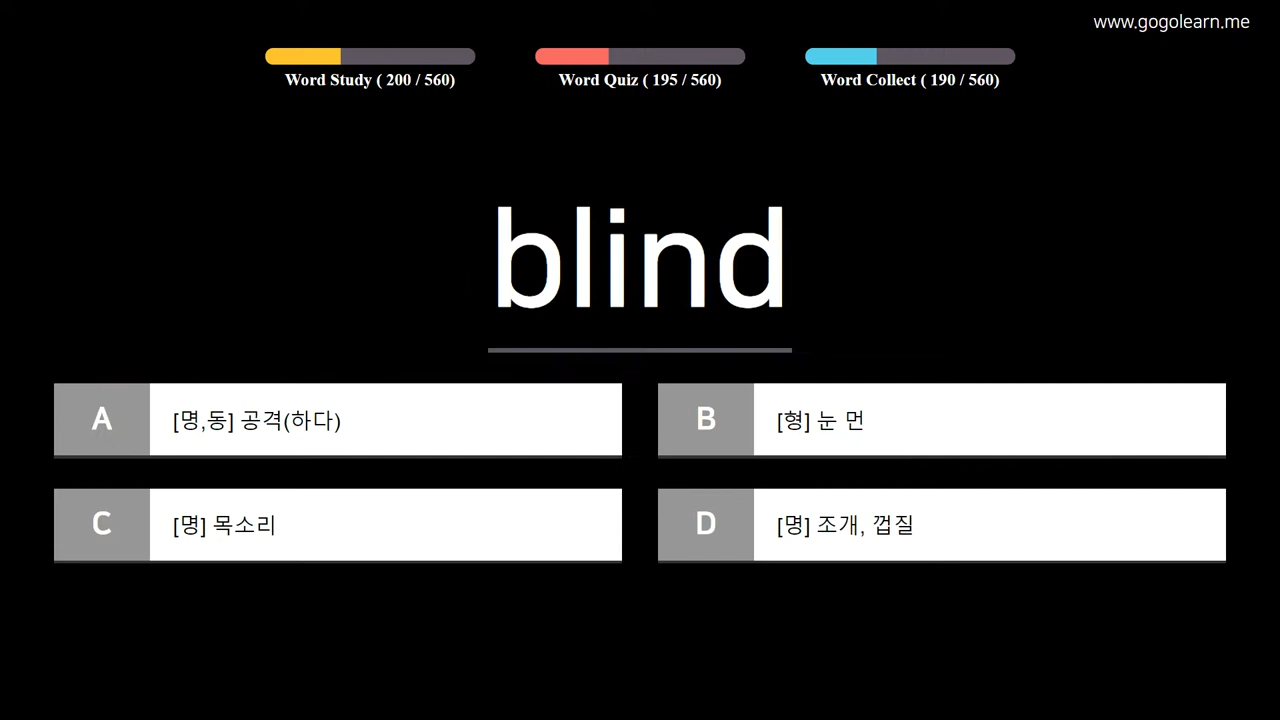 www.gogolearn.me
Word Study ( 200 / 560)
Word Quiz ( 195 / 560)
Word Collect ( 190 / 560)
blind
A [명,동] 공격(하다)
B [형] 눈 먼
C [명] 목소리
D [명] 조개, 껍질